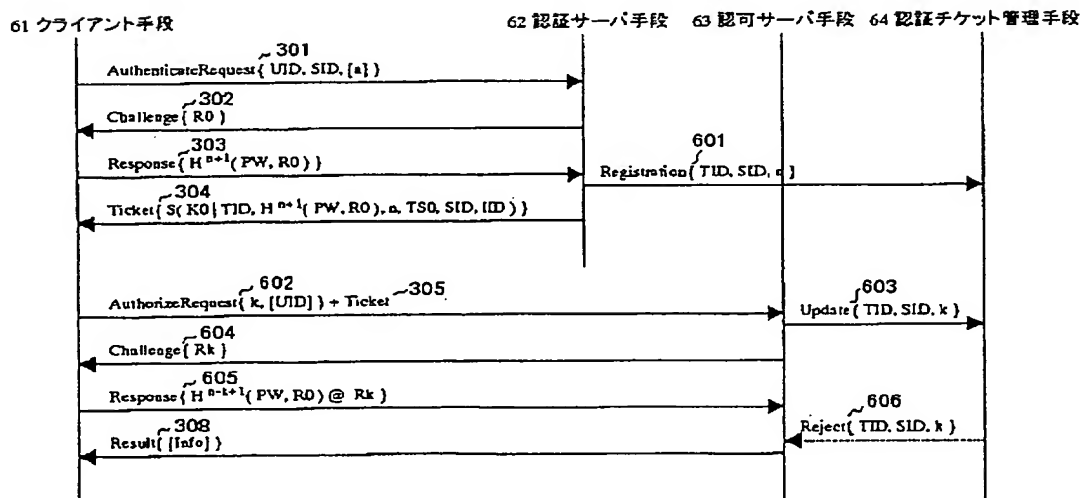 61 クライアント手段 62 認証サーバ手段 63 認可サーバ手段 64 認証チケット管理手段
301
AuthenticateRequest{ UID, SID, [n] }
302
Challenge{ R0 }
303
Response{ H^n+1( PW, R0 ) }
601
Registration{ TID, SID, n }
304
Ticket{ S( K0 | TID, H^n+1( PW, R0 ), n, TS0, SID, UID ) }
602
AuthorizeRequest{ k, [UID] } + Ticket 305
603
Update{ TID, SID, k }
604
Challenge{ Rk }
605
Response{ H^n-k+1( PW, R0 ) @ Rk }
606
Reject{ TID, SID, k }
308
Result{ [Info] }